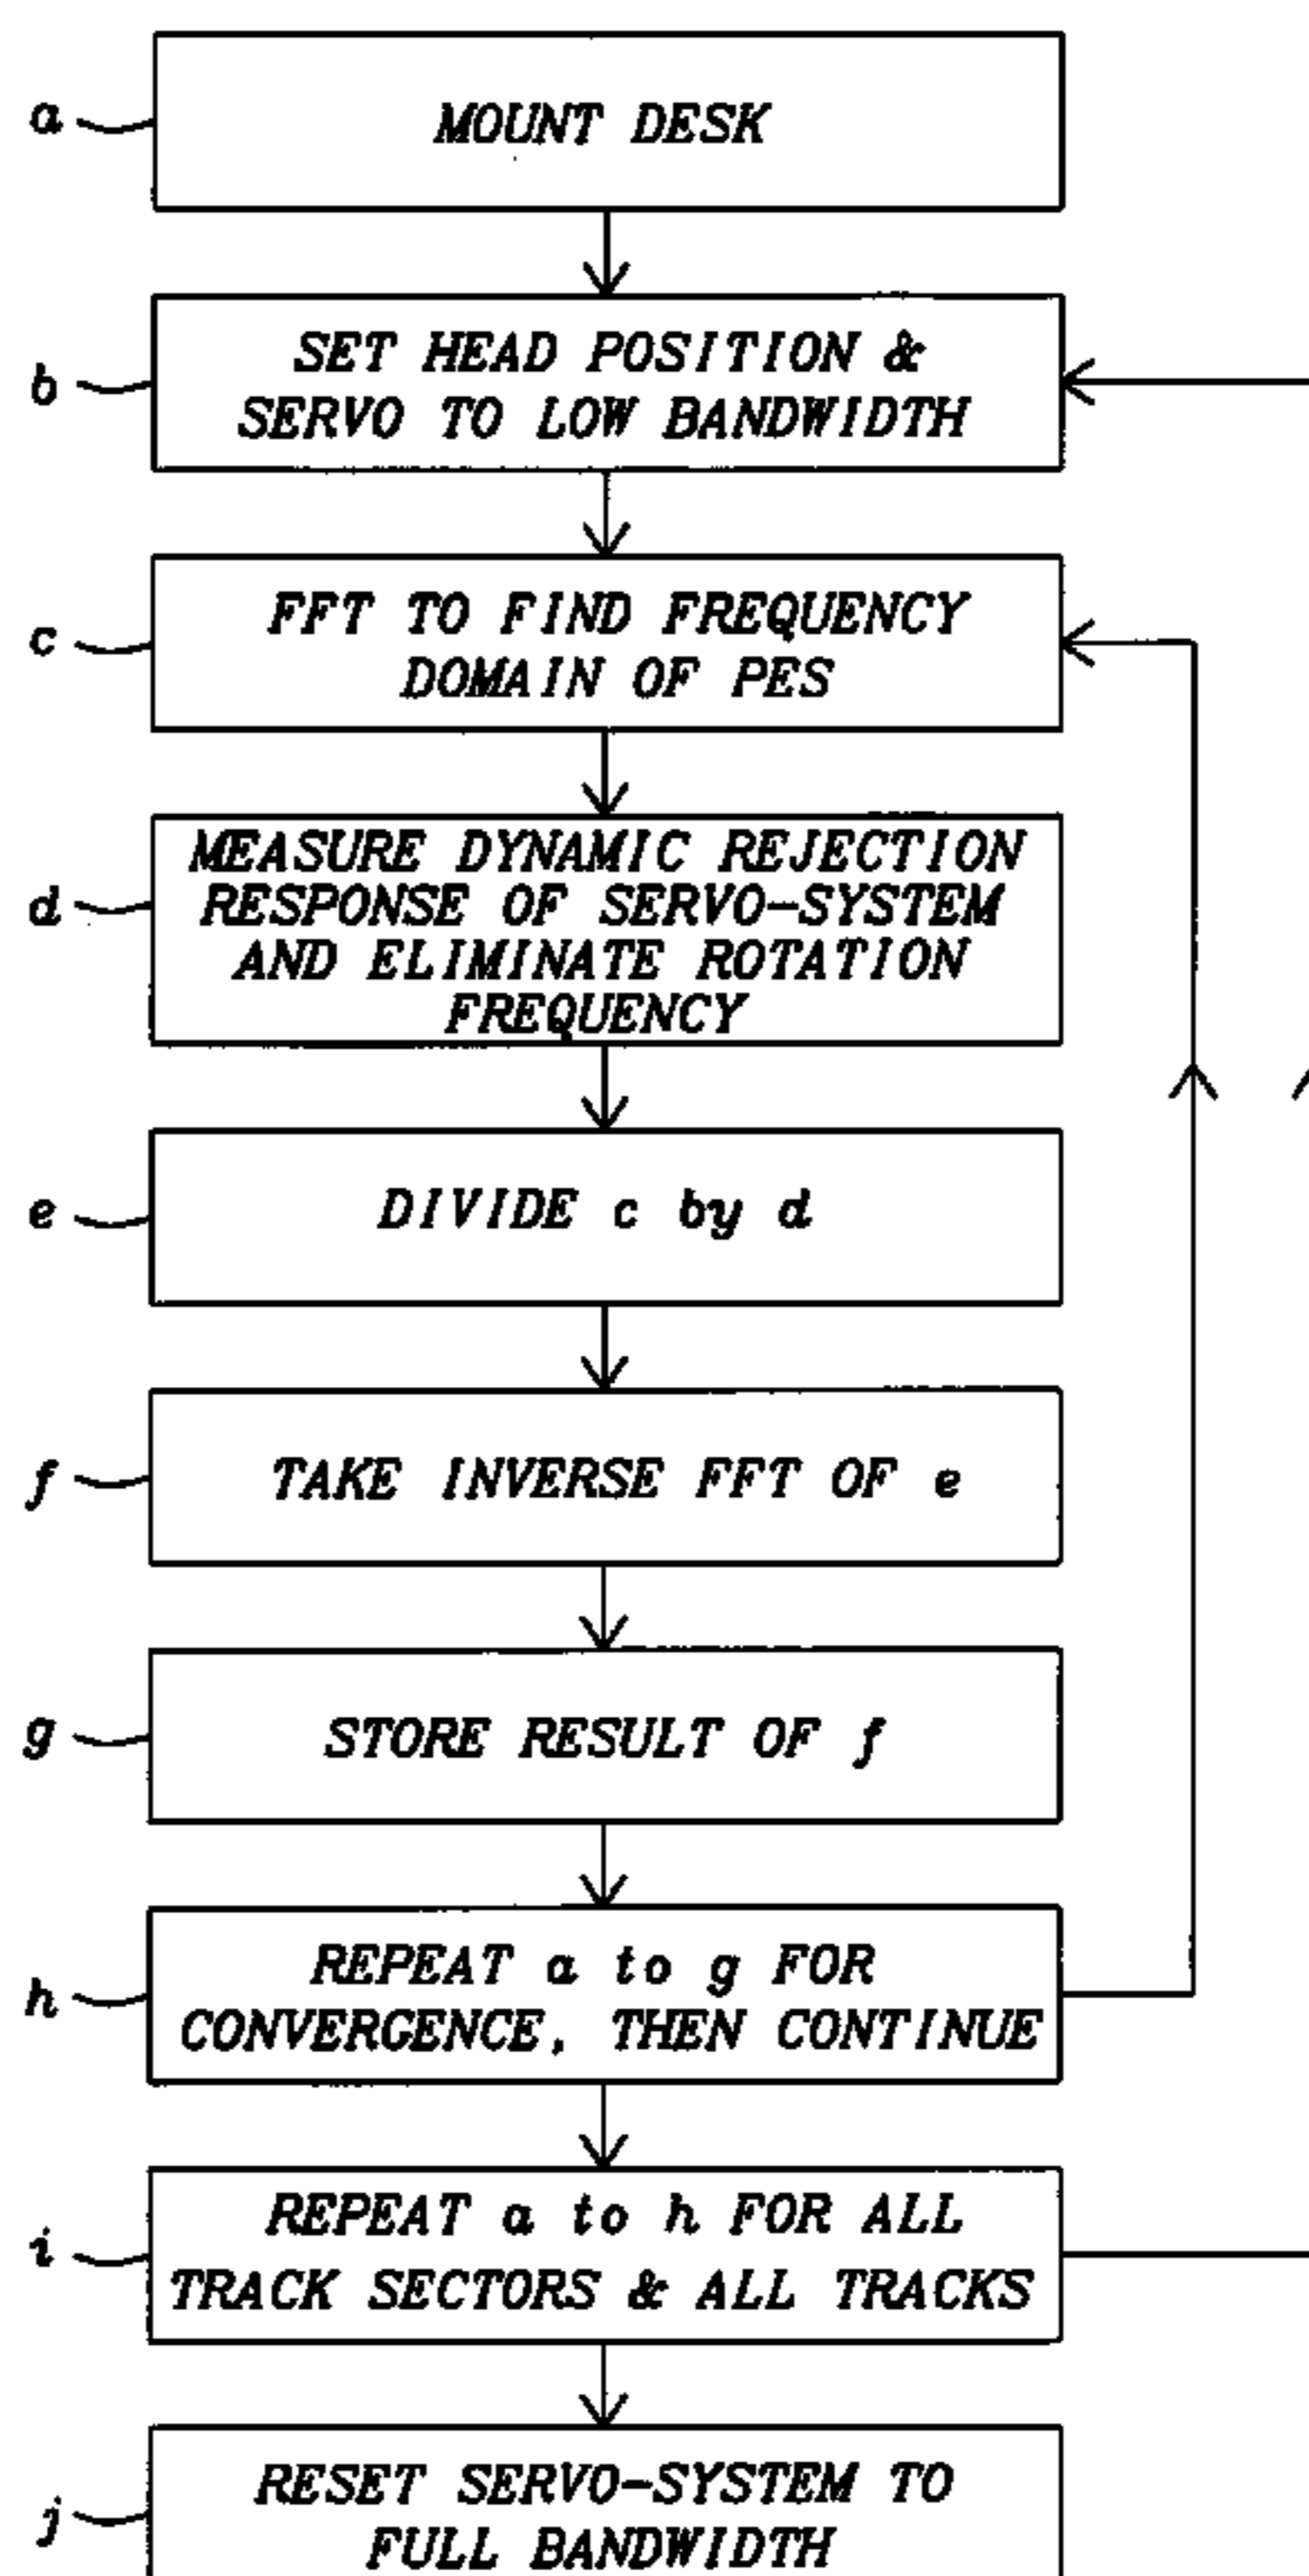 a
MOUNT DESK
b
SET HEAD POSITION &
SERVO TO LOW BANDWIDTH
c
FFT TO FIND FREQUENCY
DOMAIN OF PES
d
MEASURE DYNAMIC REJECTION
RESPONSE OF SERVO-SYSTEM
AND ELIMINATE ROTATION
FREQUENCY
e
DIVIDE c by d
f
TAKE INVERSE FFT OF e
g
STORE RESULT OF f
h
REPEAT a to g FOR
CONVERGENCE, THEN CONTINUE
i
REPEAT a to h FOR ALL
TRACK SECTORS & ALL TRACKS
j
RESET SERVO-SYSTEM TO
FULL BANDWIDTH